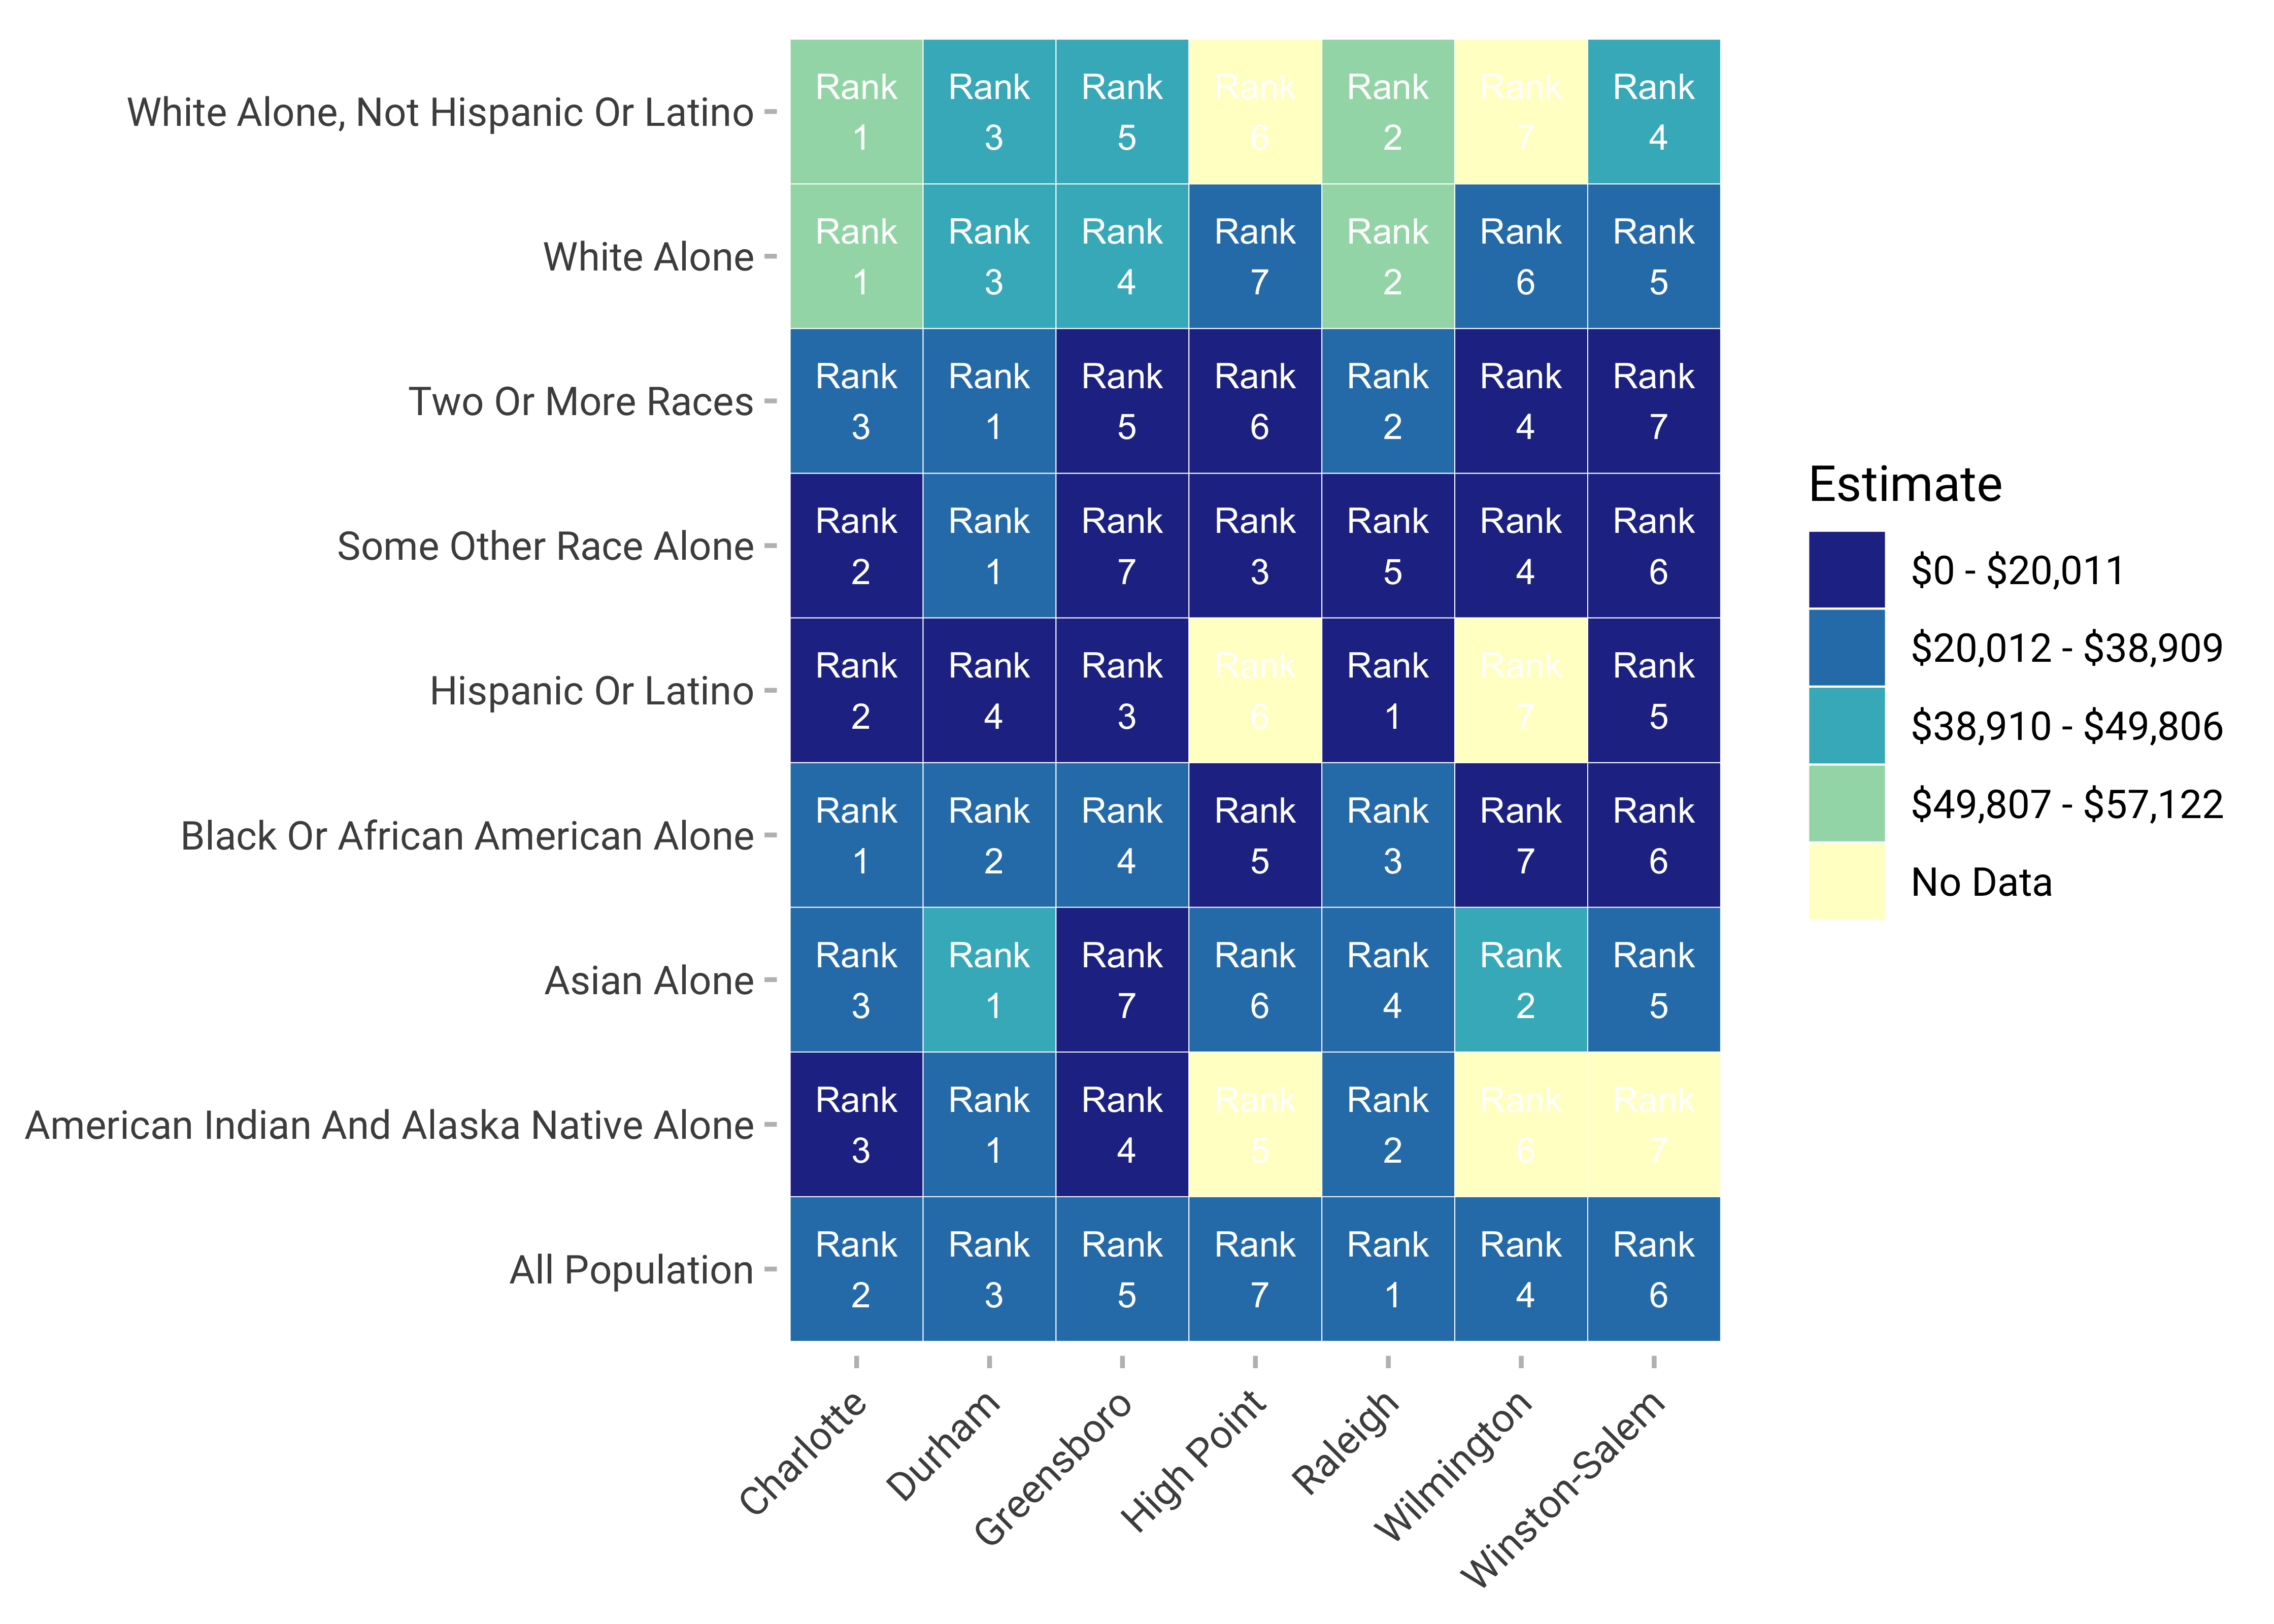 White Alone, Not Hispanic Or Latino
Rank Rank Rank Rank Rank Rank Rank
1 3 5 6 2 7 4
White Alone
Rank Rank Rank Rank Rank Rank Rank
1 3 4 7 2 6 5
Two Or More Races
Rank Rank Rank Rank Rank Rank Rank
3 1 5 6 2 4 7
Some Other Race Alone
Rank Rank Rank Rank Rank Rank Rank
2 1 7 3 5 4 6
Hispanic Or Latino
Rank Rank Rank Rank Rank Rank Rank
2 4 3 6 1 7 5
Black Or African American Alone
Rank Rank Rank Rank Rank Rank Rank
1 2 4 5 3 7 6
Asian Alone
Rank Rank Rank Rank Rank Rank Rank
3 1 7 6 4 2 5
American Indian And Alaska Native Alone
Rank Rank Rank Rank Rank Rank Rank
3 1 4 5 2 6 7
All Population
Rank Rank Rank Rank Rank Rank Rank
2 3 5 7 1 4 6
Charlotte
Durham
Greensboro
High Point
Raleigh
Wilmington
Winston-Salem
Estimate
$0 - $20,011
$20,012 - $38,909
$38,910 - $49,806
$49,807 - $57,122
No Data